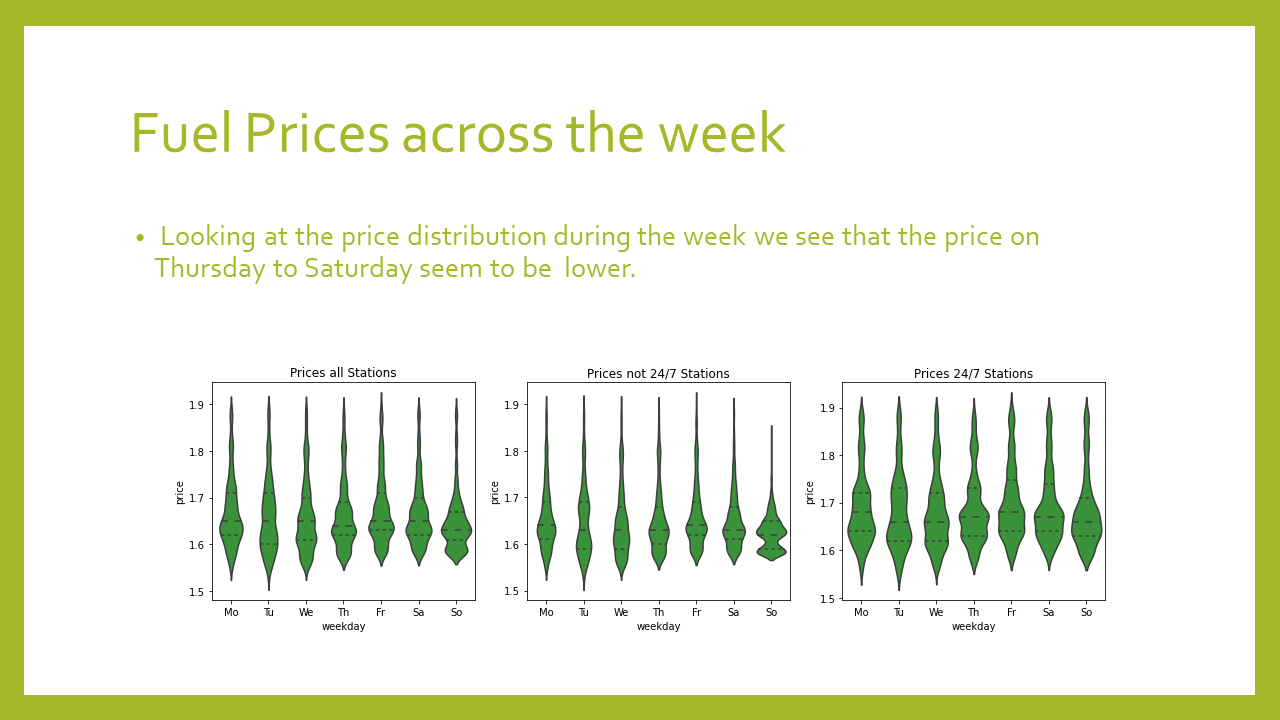 Fuel Prices across the week
• Looking at the price distribution during the week we see that the price on
Thursday to Saturday seem to be lower.
Prices all Stations
price
1.9
1.8
1.7
1.6
1.5
Mo Tu We Th Fr Sa So
weekday
Prices not 24/7 Stations
price
1.9
1.8
1.7
1.6
1.5
Mo Tu We Th Fr Sa So
weekday
Prices 24/7 Stations
price
1.9
1.8
1.7
1.6
1.5
Mo Tu We Th Fr Sa So
weekday